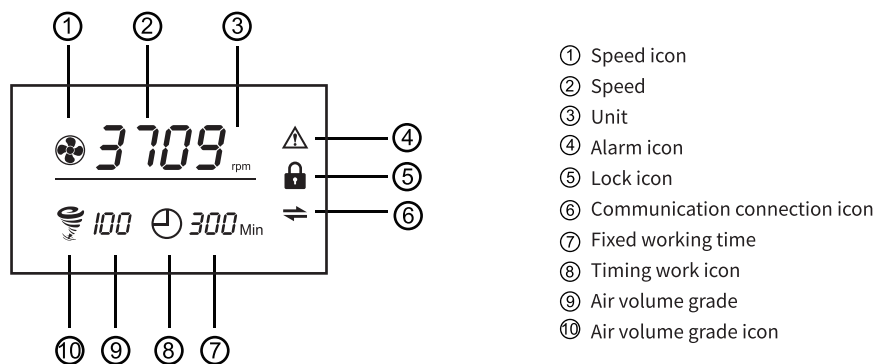 ① ② ③
3709 rpm
④
⑤
⑥
100 300 Min
⑩ ⑨ ⑧ ⑦
① Speed icon
② Speed
③ Unit
④ Alarm icon
⑤ Lock icon
⑥ Communication connection icon
⑦ Fixed working time
⑧ Timing work icon
⑨ Air volume grade
⑩ Air volume grade icon